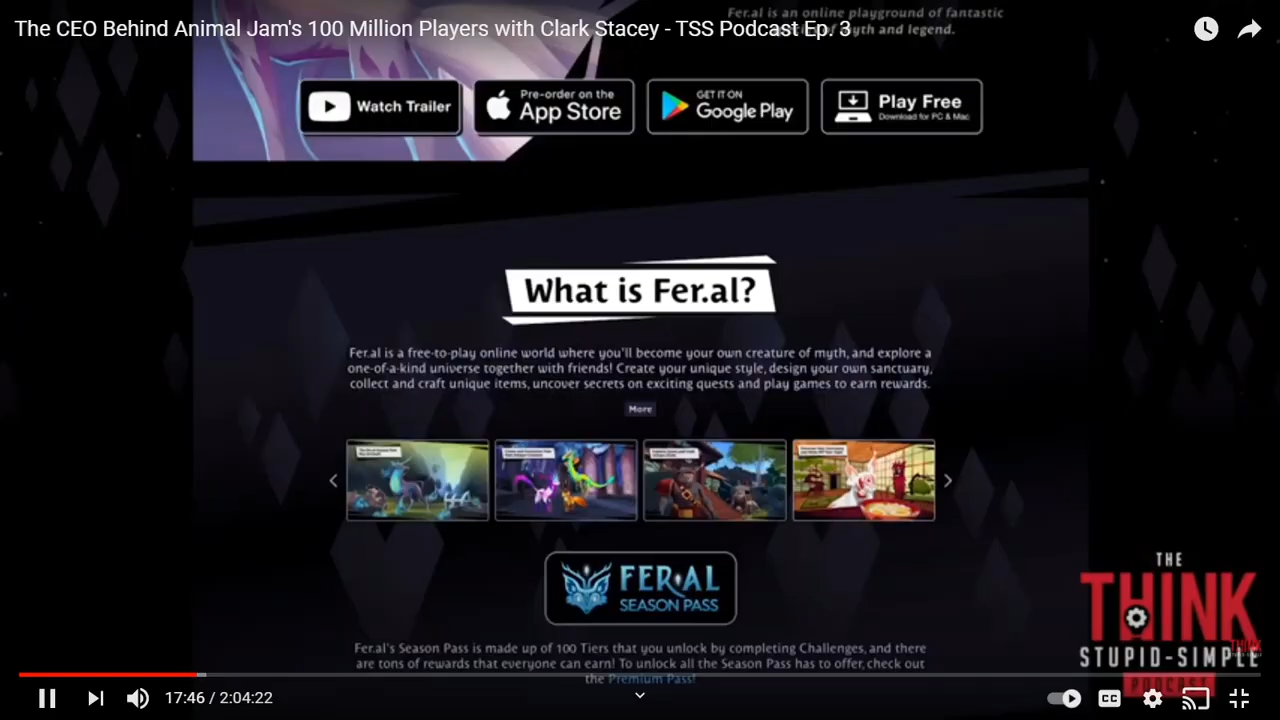 The CEO Behind Animal Jam's 100 Million Players with Clark Stacey - TSS Podcast Ep. 3
Fer.al is an online playground of fantastic
myth and legend.
Watch Trailer
Pre-order on the
App Store
GET IT ON
Google Play
Play Free
Download for PC & Mac
What is Fer.al?
Fer.al is a free-to-play online world where you'll become your own creature of myth, and explore a
one-of-a-kind universe together with friends! Create your unique style, design your own sanctuary,
collect and craft unique items, uncover secrets on exciting quests and play games to earn rewards.
More
FER.AL
SEASON PASS
Fer.al's Season Pass is made up of 100 Tiers that you unlock by completing Challenges, and there
are tons of rewards that everyone can earn! To unlock all the Season Pass has to offer, check out
the Premium Pass!
THE
THINK
STUPID-SIMPLE
PODCAST
17:46 / 2:04:22
CC